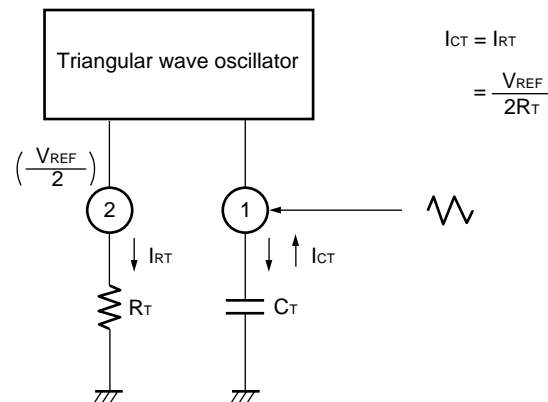 Triangular wave oscillator
ICT = IRT
= VREF
2RT
(VREF
2)
2
1
IRT
ICT
RT
CT